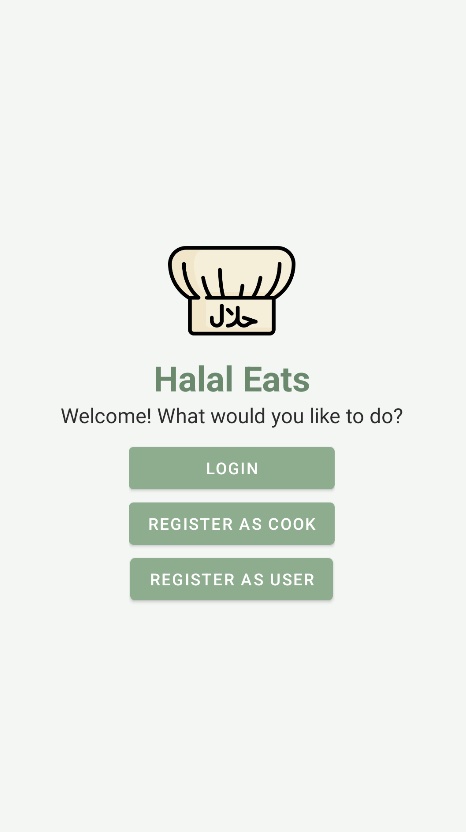 حلال
Halal Eats
Welcome! What would you like to do?
LOGIN
REGISTER AS COOK
REGISTER AS USER